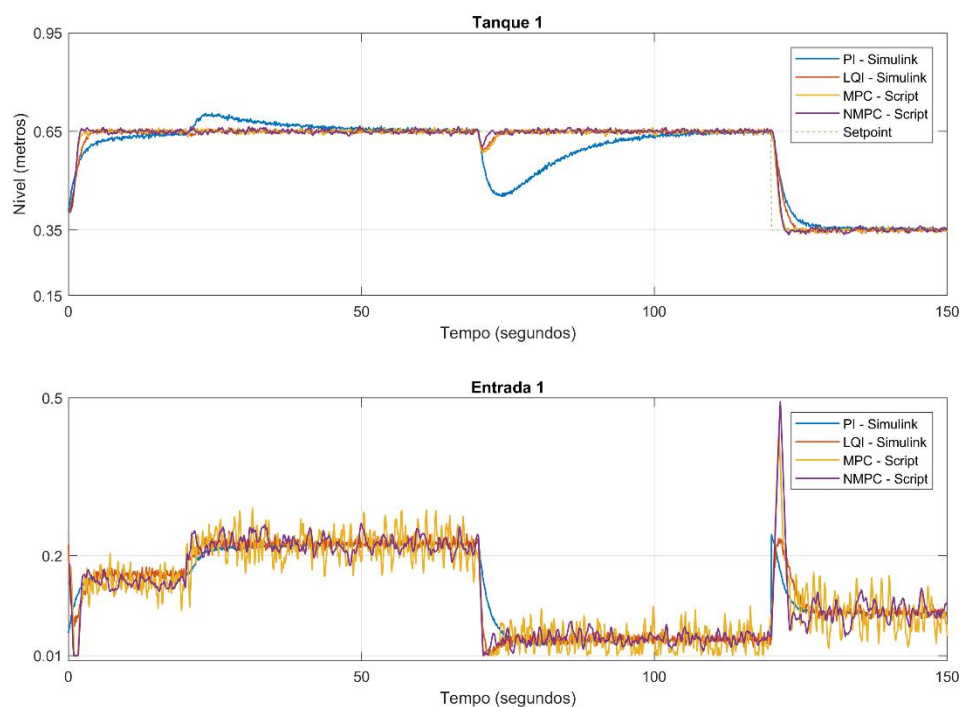 Tanque 1
0.95
0.65
0.35
0.15
Nível (metros)
PI - Simulink
LQI - Simulink
MPC - Script
NMPC - Script
Setpoint
0
50
100
150
Tempo (segundos)
Entrada 1
0.5
0.2
0.01
PI - Simulink
LQI - Simulink
MPC - Script
NMPC - Script
0
50
100
150
Tempo (segundos)